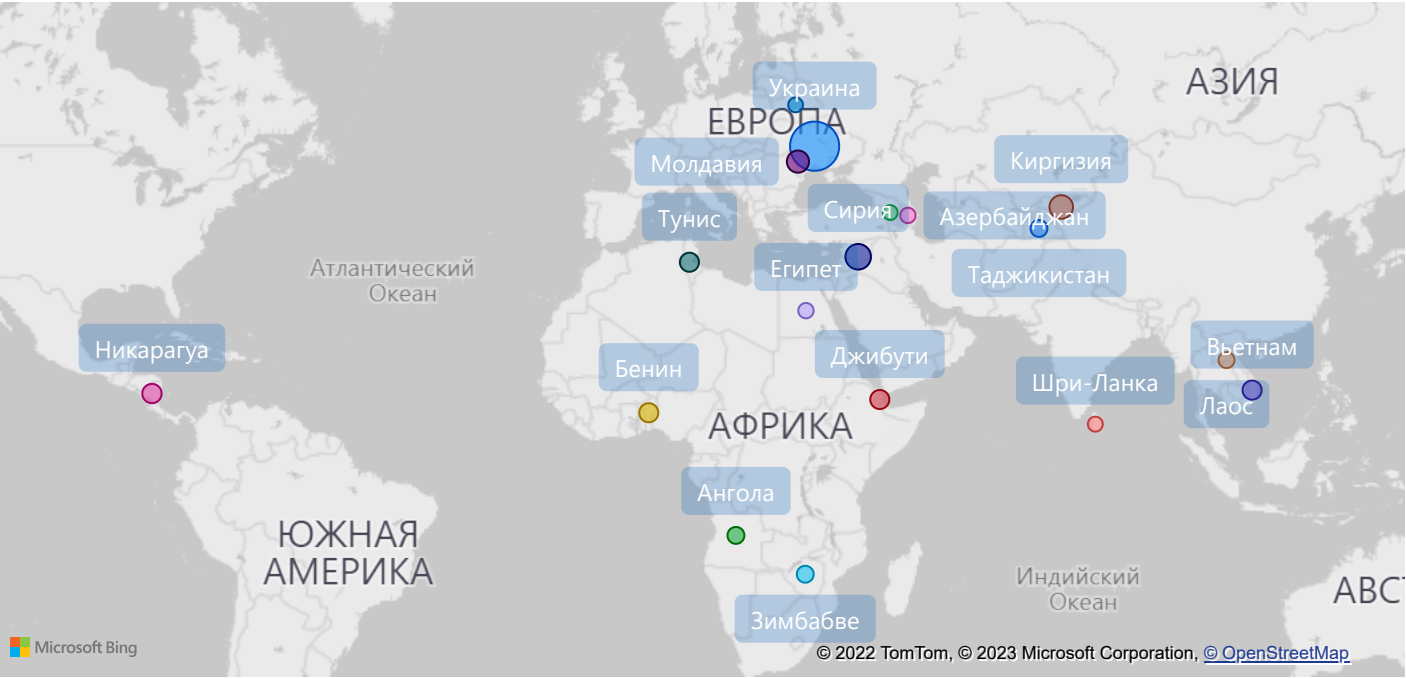 АЗИЯ
Украина
ЕВРОПА
Молдавия
Киргизия
Тунис
Сирия
Азербайджан
Атлантический
Океан
Египет
Таджикистан
Никарагуа
Бенин
Джибути
Вьетнам
Шри-Ланка
Лаос
АФРИКА
Ангола
ЮЖНАЯ
АМЕРИКА
Индийский
Океан
АВСТ
Зимбабве
Microsoft Bing
© 2022 TomTom, © 2023 Microsoft Corporation, © OpenStreetMap